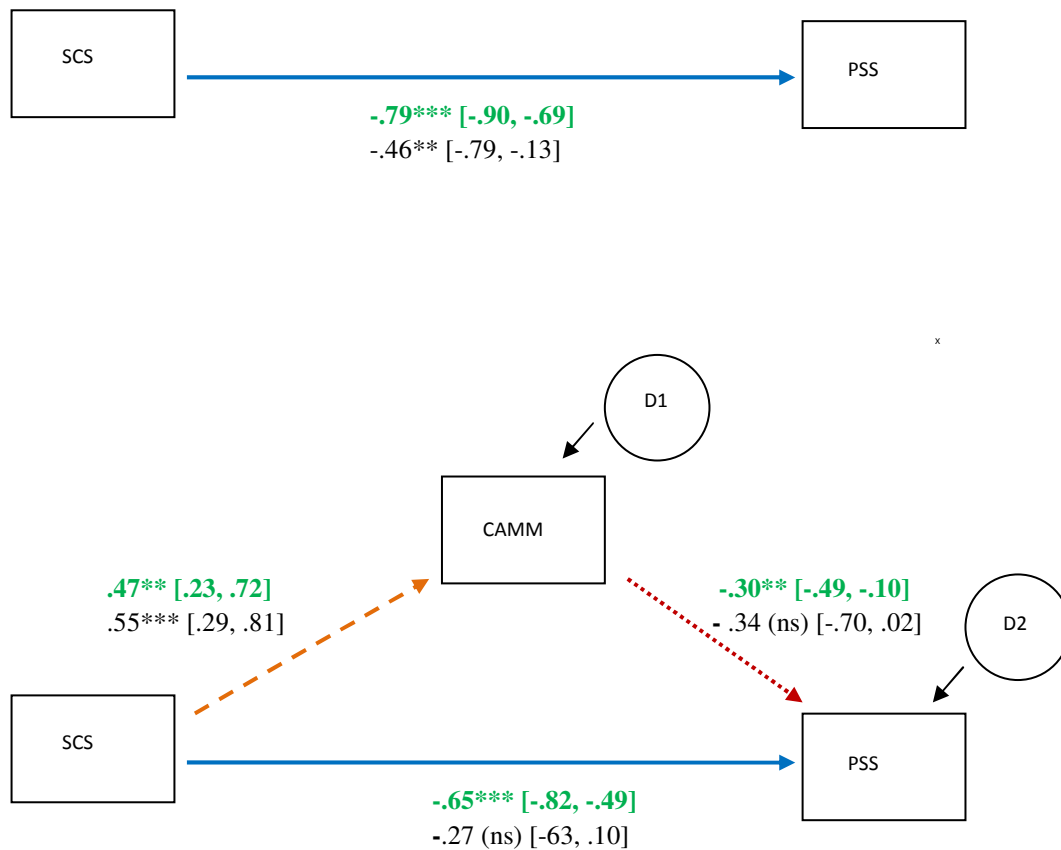 SCS
PSS
-.79*** [-.90, -.69]
-.46** [-.79, -.13]
x
D1
CAMM
.47** [.23, .72]
.55*** [.29, .81]
-.30** [-.49, -.10]
- .34 (ns) [-.70, .02]
D2
SCS
PSS
-.65*** [-.82, -.49]
-.27 (ns) [-63, .10]